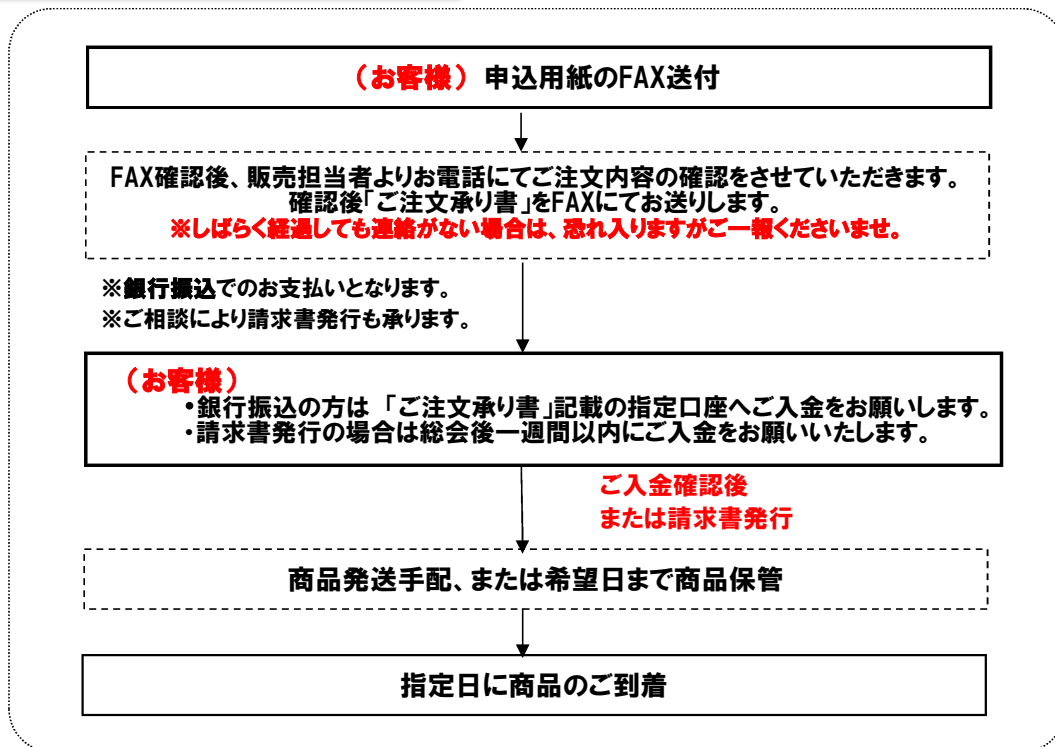 （お客様）申込用紙のFAX送付
FAX確認後、販売担当者よりお電話にてご注文内容の確認をさせていただきます。
確認後「ご注文承り書」をFAXにてお送りします。
※しばらく経過しても連絡がない場合は、恐れ入りますがご一報くださいませ。
※銀行振込でのお支払いとなります。
※ご相談により請求書発行も承ります。
（お客様）
・銀行振込の方は 「ご注文承り書」記載の指定口座へご入金をお願いします。
・請求書発行の場合は総会後一週間以内にご入金をお願いいたします。
ご入金確認後
または請求書発行
商品発送手配、または希望日まで商品保管
指定日に商品のご到着